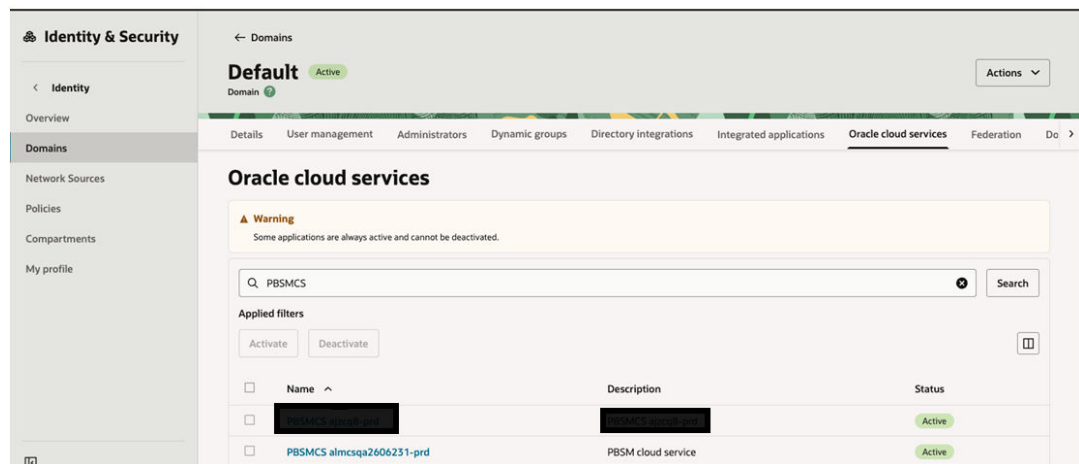 Identity & Security
Identity
Overview
Domains
Network Sources
Policies
Compartments
My profile
← Domains
Default Active
Domain ?
Actions
Details User management Administrators Dynamic groups Directory integrations Integrated applications Oracle cloud services Federation Do
Oracle cloud services
Warning
Some applications are always active and cannot be deactivated.
PBSMCS
Search
Applied filters
Activate Deactivate
Name Description Status
Active
PBSMCS almcsqa2606231-prd PBSM cloud service Active